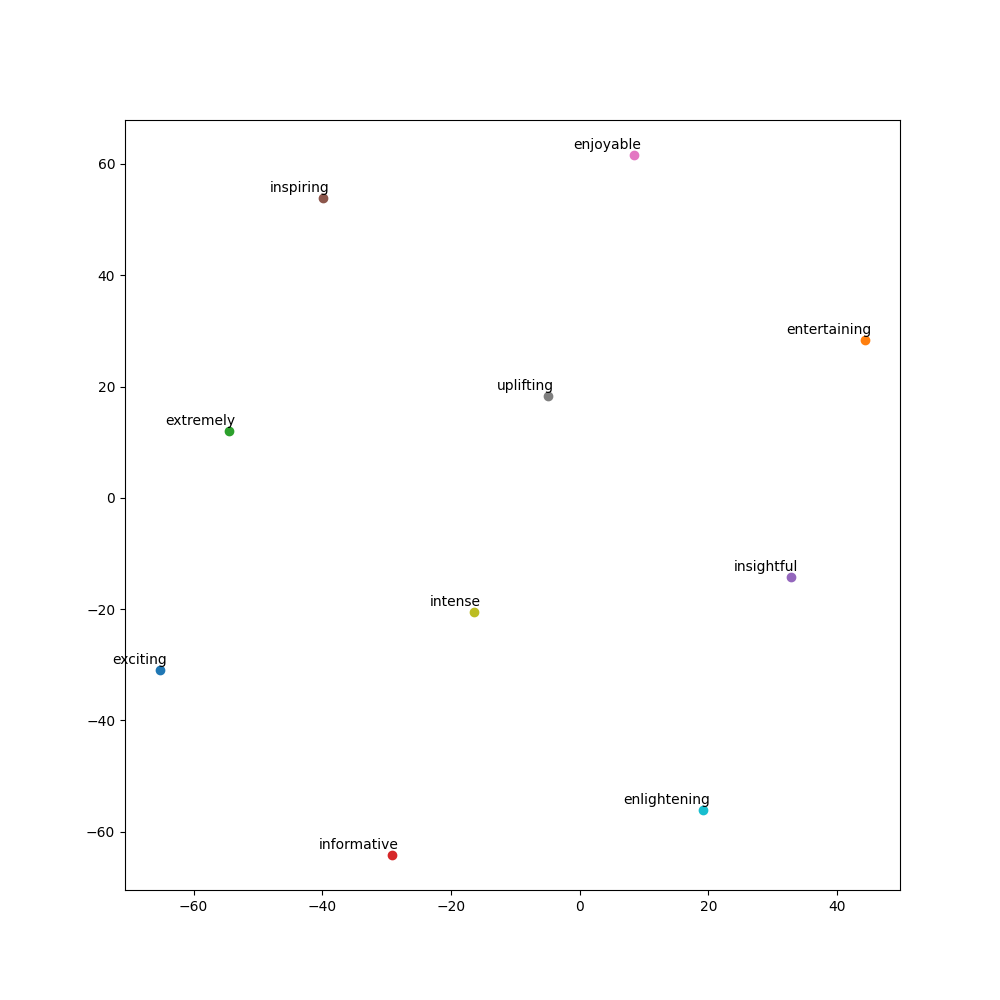 enjoyable
inspiring
entertaining
uplifting
extremely
insightful
intense
exciting
enlightening
informative
60
40
20
0
−20
−40
−60
−60 −40 −20 0 20 40